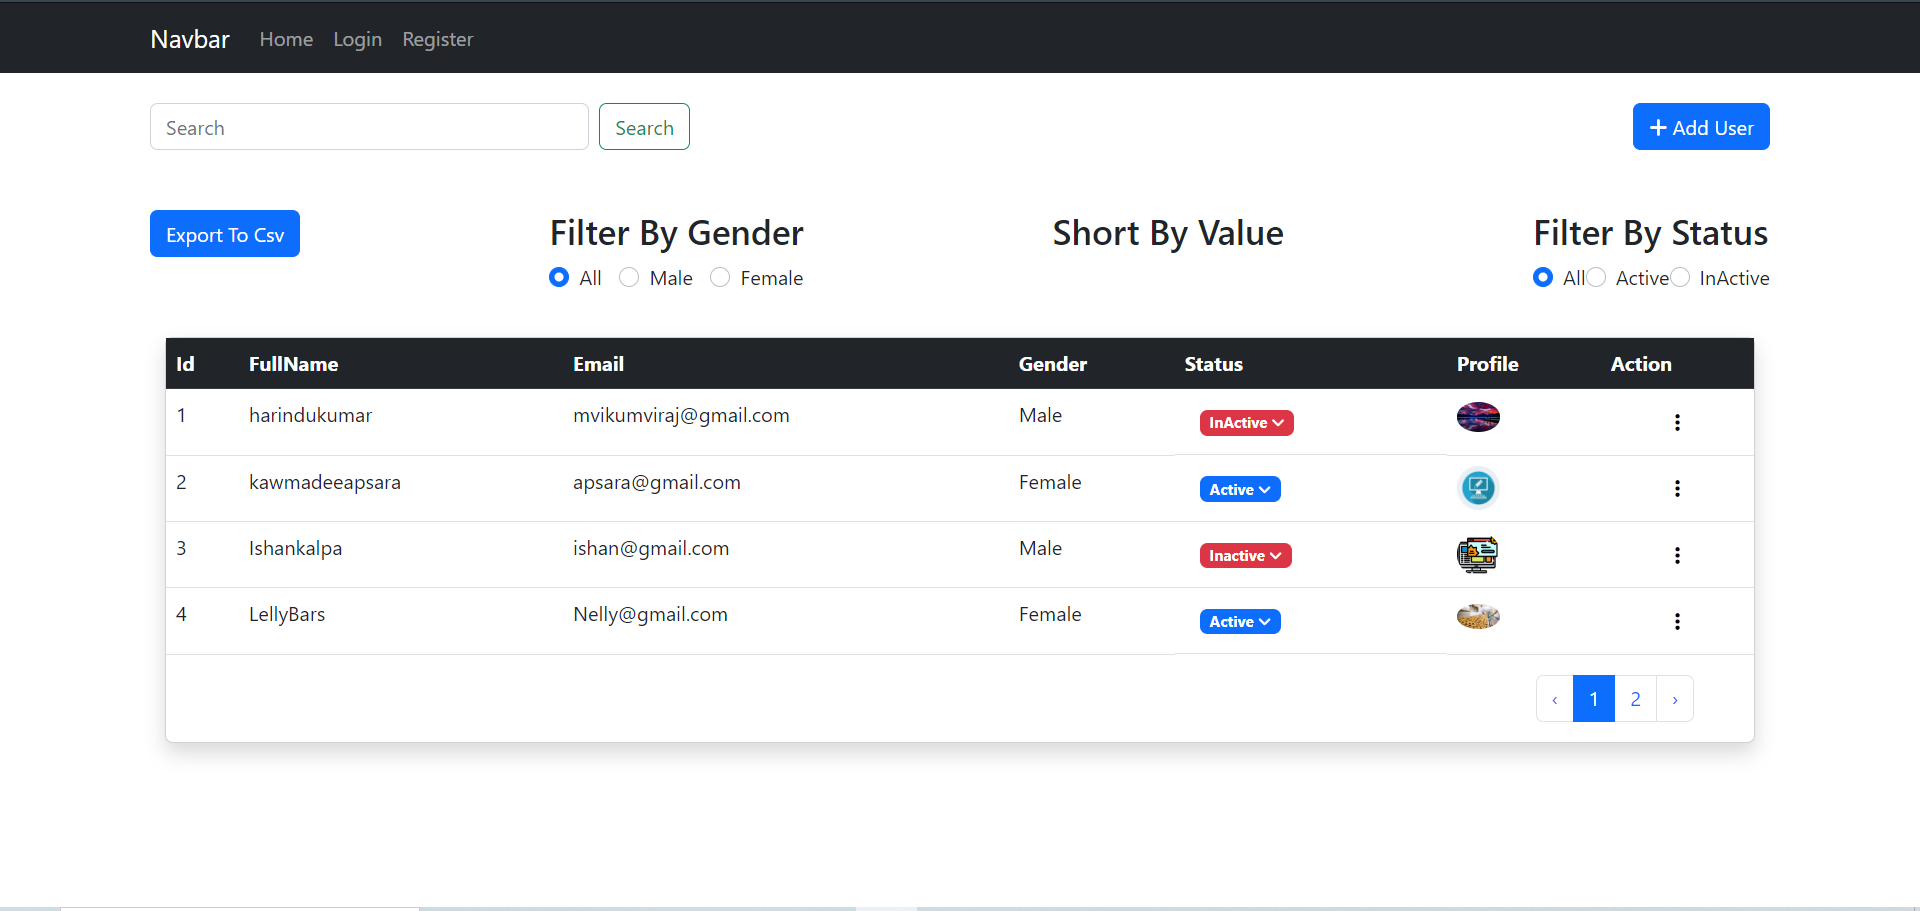 Navbar Home Login Register
Search Search + Add User
Export To Csv Filter By Gender Short By Value Filter By Status
All Male Female All Active InActive
Id FullName Email Gender Status Profile Action
1 harindukumar mvikumviraj@gmail.com Male InActive
2 kawmadeeapsara apsara@gmail.com Female Active
3 Ishankalpa ishan@gmail.com Male Inactive
4 LellyBars Nelly@gmail.com Female Active
‹ 1 2 ›